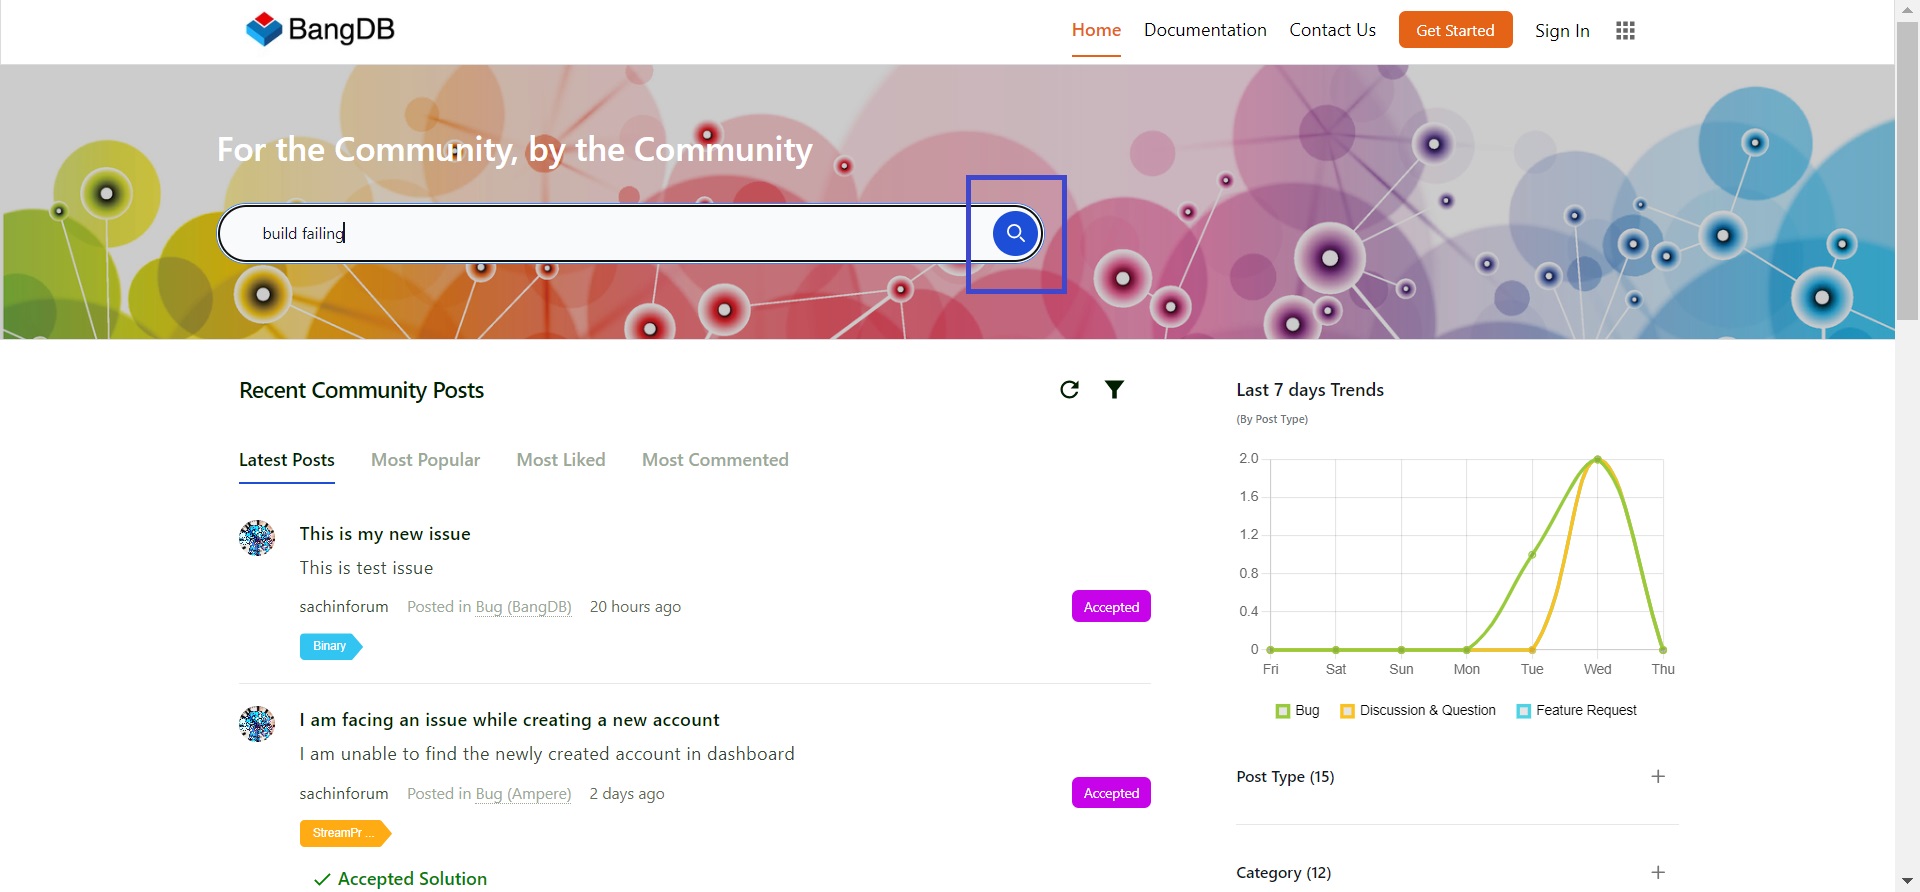 BangDB
Home Documentation Contact Us Get Started Sign In
For the Community, by the Community
build failing
Recent Community Posts
Latest Posts Most Popular Most Liked Most Commented
This is my new issue
This is test issue
sachinforum Posted in Bug (BangDB) 20 hours ago
Accepted
Binary
I am facing an issue while creating a new account
I am unable to find the newly created account in dashboard
sachinforum Posted in Bug (Ampere) 2 days ago
Accepted
StreamPr ...
Accepted Solution
Last 7 days Trends
(By Post Type)
2.0
1.6
1.2
0.8
0.4
0
Fri Sat Sun Mon Tue Wed Thu
Bug Discussion & Question Feature Request
Post Type (15) +
Category (12) +